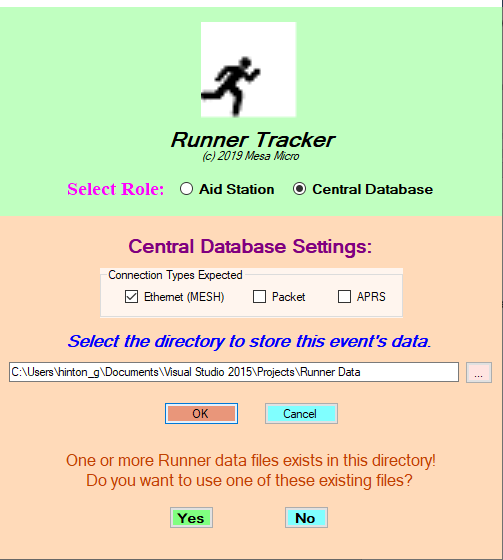 Runner Tracker
(c) 2019 Mesa Micro
Select Role: Aid Station Central Database
Central Database Settings:
Connection Types Expected
Ethernet (MESH) Packet APRS
Select the directory to store this event's data.
C:\Users\hinton_g\Documents\Visual Studio 2015\Projects\Runner Data ...
OK Cancel
One or more Runner data files exists in this directory!
Do you want to use one of these existing files?
Yes No